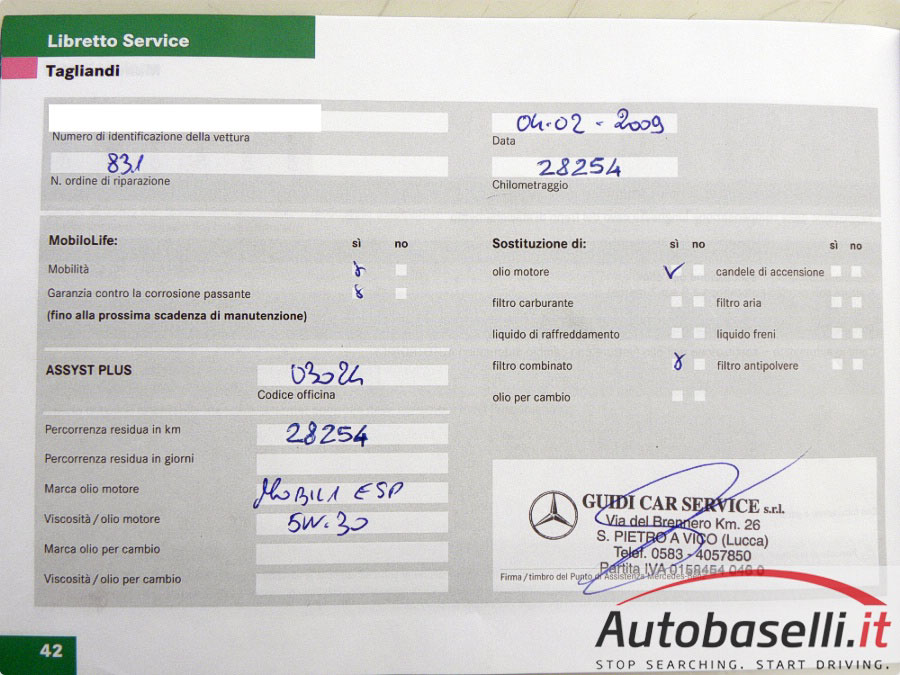 Libretto Service
Tagliandi
Numero di identificazione della vettura
04-02-2009
Data
831
N. ordine di riparazione
28254
Chilometraggio
MobiloLife: sì no
Mobilità
Garanzia contro la corrosione passante
(fino alla prossima scadenza di manutenzione)
Sostituzione di: sì no sì no
olio motore candele di accensione
filtro carburante filtro aria
liquido di raffreddamento liquido freni
filtro combinato filtro antipolvere
olio per cambio
ASSYST PLUS 03024
Codice officina
Percorrenza residua in km 28254
Percorrenza residua in giorni
Marca olio motore MOBIL1 ESP
Viscosità / olio motore 5W-30
Marca olio per cambio
Viscosità / olio per cambio
GUIDI CAR SERVICE s.r.l.
Via del Brennero Km. 26
S. PIETRO A VICO (Lucca)
Telef. 0583 - 4057850
Partita IVA
Firma / timbro del Punto di Assistenza Mercedes-Benz
42
Autobaselli.it
STOP SEARCHING. START DRIVING.